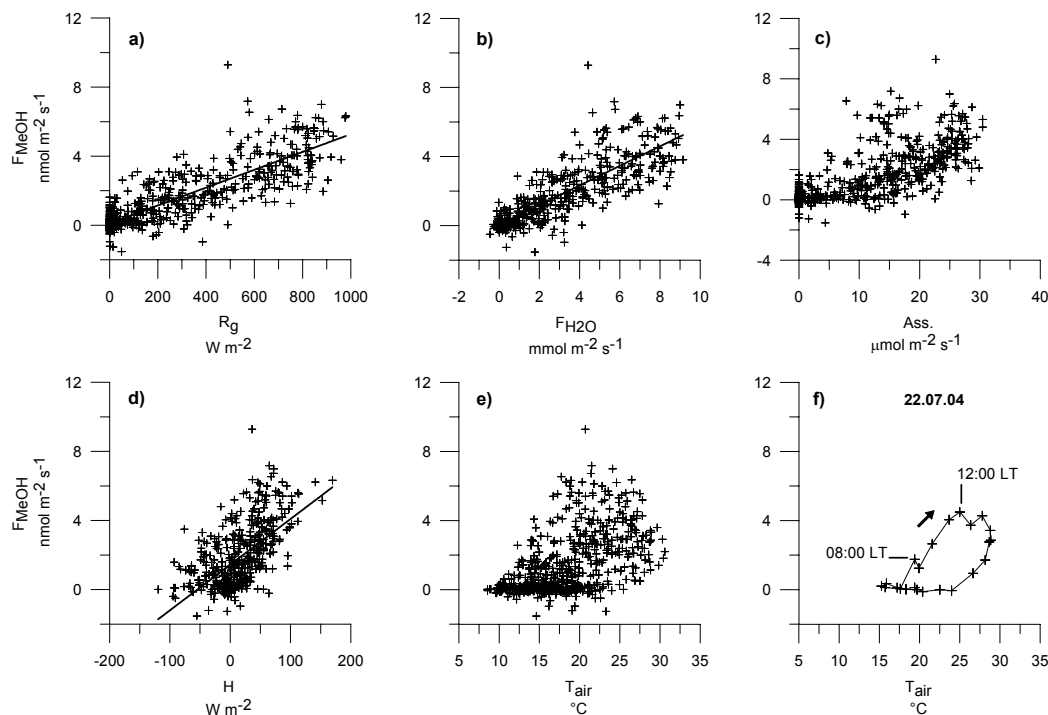 a)
F_MeOH
nmol m⁻² s⁻¹
12
8
4
0
0 200 400 600 800 1000
R_g
W m⁻²
b)
12
8
4
0
-2 0 2 4 6 8 10
F_H2O
mmol m⁻² s⁻¹
c)
12
8
4
0
-4
0 10 20 30 40
Ass.
μmol m⁻² s⁻¹
d)
F_MeOH
nmol m⁻² s⁻¹
12
8
4
0
-200 -100 0 100 200
H
W m⁻²
e)
12
8
4
0
5 10 15 20 25 30 35
T_air
°C
f)
22.07.04
12:00 LT
08:00 LT
12
8
4
0
5 10 15 20 25 30 35
T_air
°C